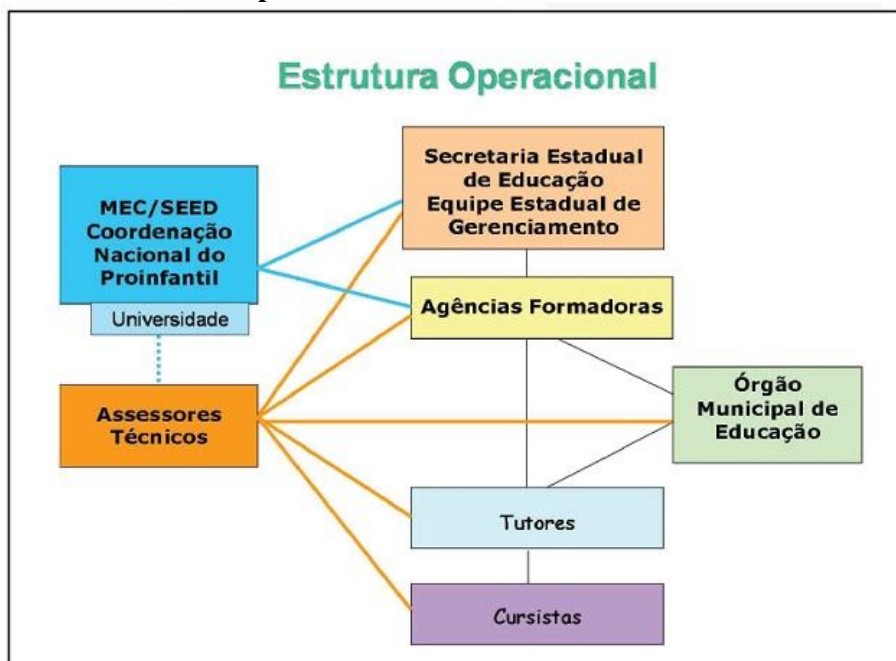 Estrutura Operacional
MEC/SEED
Coordenação
Nacional do
Proinfantil
Universidade
Assessores
Técnicos
Secretaria Estadual
de Educação
Equipe Estadual de
Gerenciamento
Agências Formadoras
Órgão
Municipal de
Educação
Tutores
Cursistas